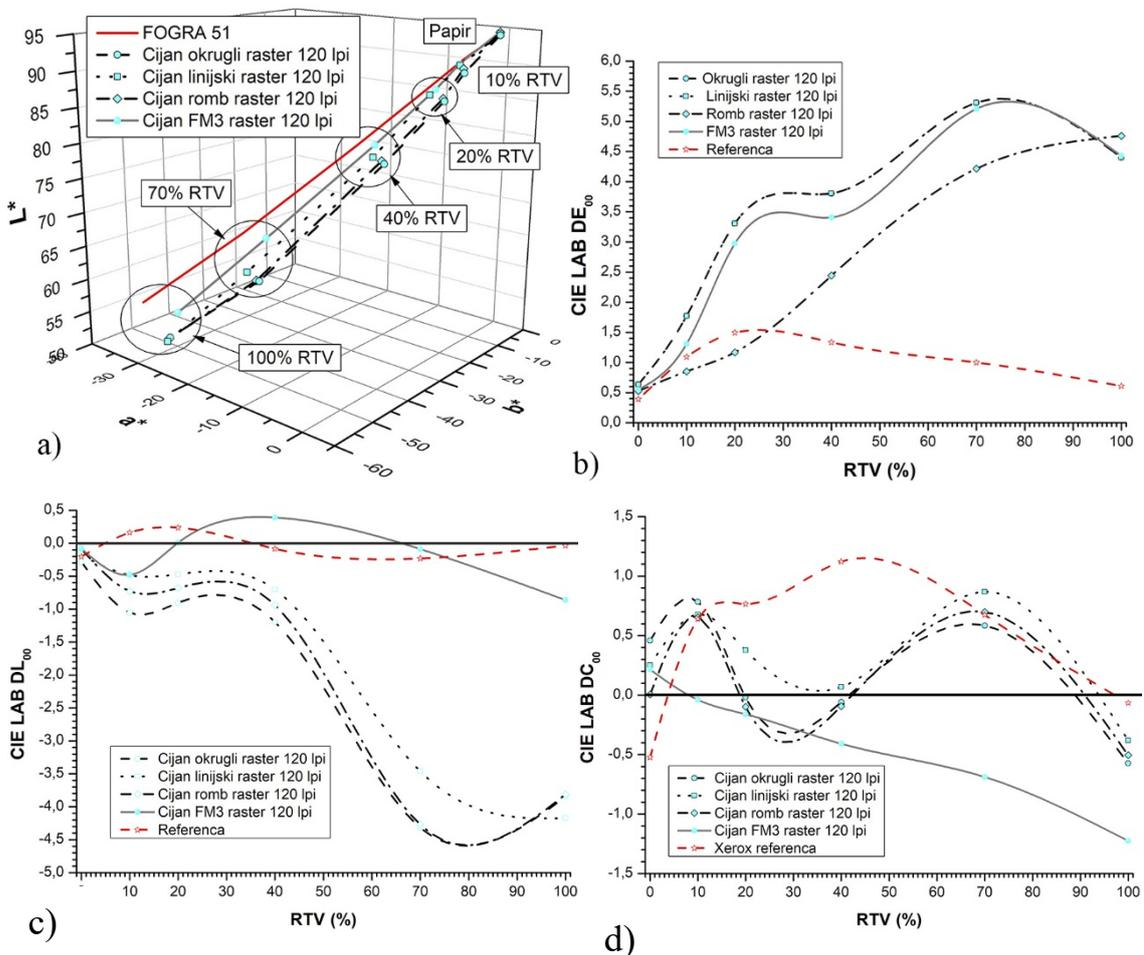 FOGRA 51
Cijan okrugli raster 120 lpi
Cijan linijski raster 120 lpi
Cijan romb raster 120 lpi
Cijan FM3 raster 120 lpi
Papir
10% RTV
20% RTV
40% RTV
70% RTV
100% RTV
L*
95
90
85
80
75
70
65
60
55
50
a*
-30
-20
-10
0
b*
0
-10
-20
-30
-40
-50
-60
a)
CIE LAB DE00
6,0
5,5
5,0
4,5
4,0
3,5
3,0
2,5
2,0
1,5
1,0
0,5
0,0
Okrugli raster 120 lpi
Linijski raster 120 lpi
Romb raster 120 lpi
FM3 raster 120 lpi
Referenca
0 10 20 30 40 50 60 70 80 90 100
RTV (%)
b)
CIE LAB DL00
0,5
0,0
-0,5
-1,0
-1,5
-2,0
-2,5
-3,0
-3,5
-4,0
-4,5
-5,0
Cijan okrugli raster 120 lpi
Cijan linijski raster 120 lpi
Cijan romb raster 120 lpi
Cijan FM3 raster 120 lpi
Referenca
10 20 30 40 50 60 70 80 90 100
RTV (%)
c)
CIE LAB DC00
1,5
1,0
0,5
0,0
-0,5
-1,0
-1,5
Cijan okrugli raster 120 lpi
Cijan linijski raster 120 lpi
Cijan romb raster 120 lpi
Cijan FM3 raster 120 lpi
Xerox referenca
0 10 20 30 40 50 60 70 80 90 100
RTV (%)
d)